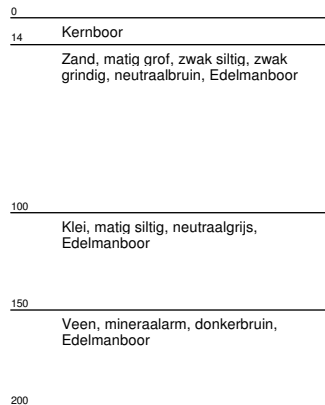 0
Kernboor
14
Zand, matig grof, zwak siltig, zwak
grindig, neutraalbruin, Edelmanboor
100
Klei, matig siltig, neutraalgrijs,
Edelmanboor
150
Veen, mineraalarm, donkerbruin,
Edelmanboor
200